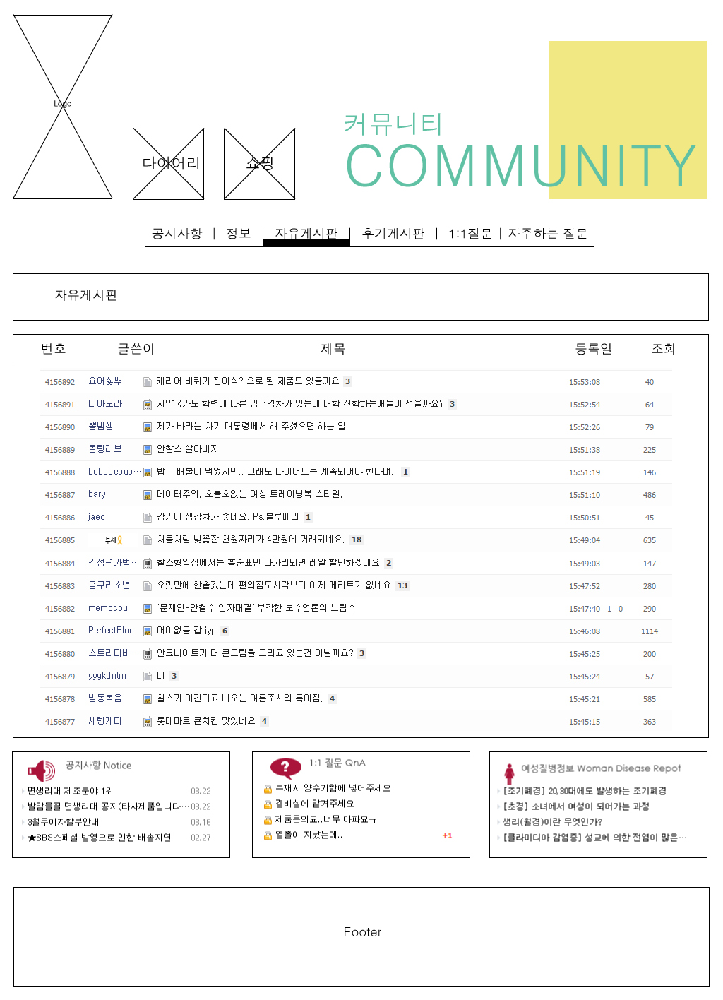 Logo
다이어리
쇼핑
커뮤니티
COMMUNITY
공지사항 | 정보 | 자유게시판 | 후기게시판 | 1:1질문 | 자주하는 질문
자유게시판
번호 글쓴이 제목 등록일 조회
4156892 요어싫뿌 캐리어 바퀴가 접이식? 으로 된 제품도 있을까요 3 15:53:08 40
4156891 디아도라 서양국가도 학력에 따른 임극격차가 있는데 대학 진학하는애들이 적을까요? 3 15:52:54 64
4156890 뽐범생 제가 바라는 차기 대통령께서 해 주셨으면 하는 일 15:52:26 79
4156889 폴링러브 안찰스 할아버지 15:51:38 225
4156888 bebebebub… 밥은 배불이 먹었지만.. 그래도 다이어트는 계속되어야 한다며.. 1 15:51:19 146
4156887 bary 데이터주의..호불호없는 여성 트레이닝복 스타일. 15:51:10 486
4156886 jaed 감기에 생강차가 좋네요. Ps.블루베리 1 15:50:51 45
4156885 투세 처음처럼 벚꽃잔 천원짜리가 4만원에 거래되네요. 18 15:49:04 635
4156884 감정평가법… 찰스형입장에서는 홍준표만 나가리되면 레알 할만하겠네요 2 15:49:03 147
4156883 공구리소년 오랫만에 한솥갔는데 편의점도시락보다 이제 메리트가 없네요 13 15:47:52 280
4156882 memocou '문재인-안철수 양자대결' 부각한 보수언론의 노림수 15:47:40 1 - 0 290
4156881 PerfectBlue 어이없음 갑.jyp 6 15:46:08 1114
4156880 스트라디바… 안크나이트가 더 큰그림을 그리고 있는건 아닐까요? 3 15:45:25 200
4156879 yygkdntm 네 3 15:45:24 57
4156878 냉동볶음 찰스가 이긴다고 나오는 여론조사의 특이점. 4 15:45:21 585
4156877 세렝게티 롯데마트 큰치킨 맛있네요 4 15:45:15 363
공지사항 Notice
면생리대 제조분야 1위 03.22
발암물질 면생리대 공지(타사제품입니다… 03.22
3월무이자할부안내 03.16
★SBS스페셜 방영으로 인한 배송지연 02.27
1:1 질문 QnA
부재시 양수기함에 넣어주세요
경비실에 맡겨주세요
제품문의요..너무 아파요ㅠ
열흘이 지났는데.. +1
여성질병정보 Woman Disease Repot
[조기폐경] 20,30대에도 발생하는 조기폐경
[초경] 소녀에서 여성이 되어가는 과정
생리(월경)이란 무엇인가?
[클라미디아 감염증] 성교에 의한 전염이 많은…
Footer